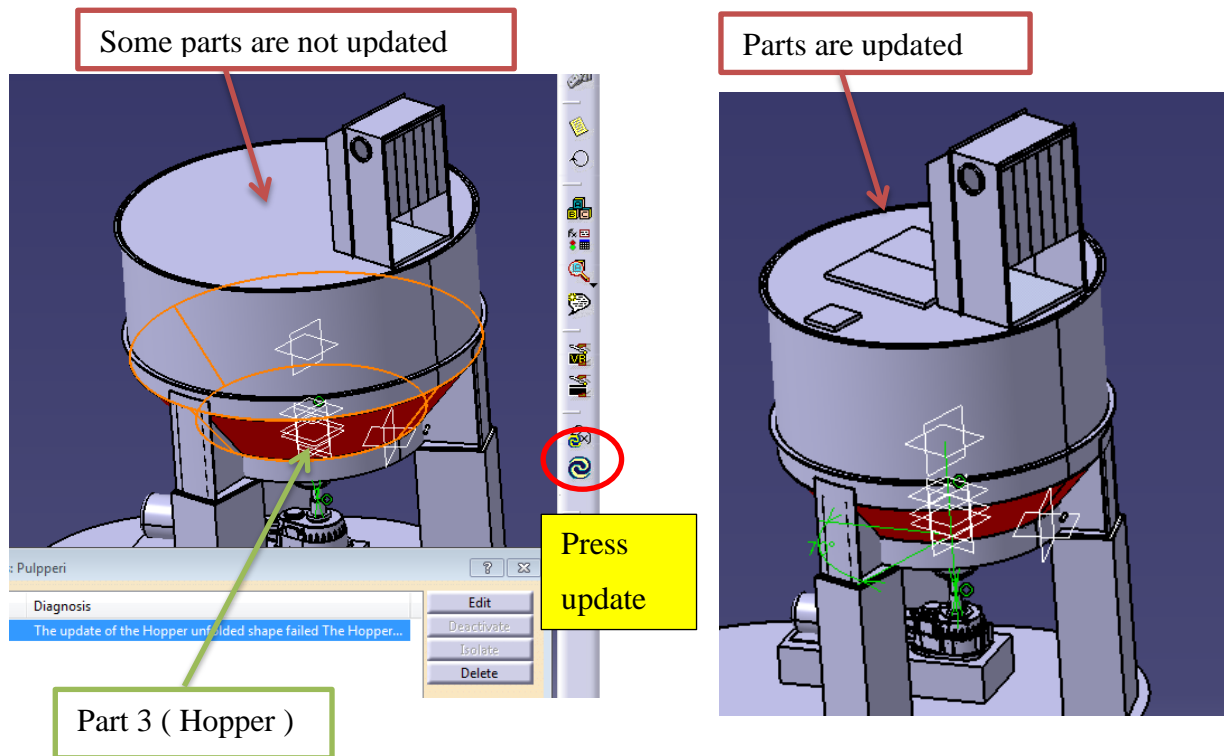 Some parts are not updated
Parts are updated
Press
update
: Pulpperi
Diagnosis
The update of the Hopper unfolded shape failed The Hopper...
Edit
Deactivate
Isolate
Delete
Part 3 ( Hopper )